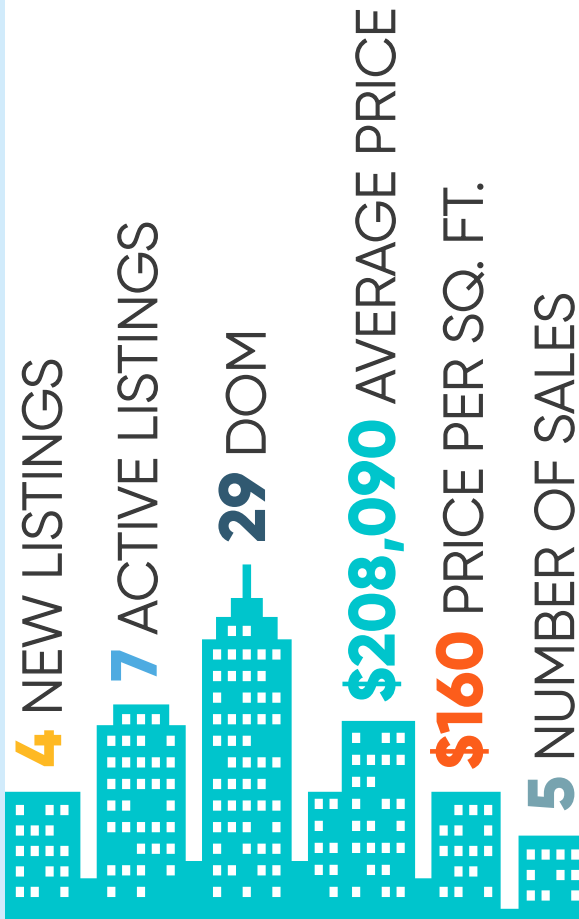 4 NEW LISTINGS
7 ACTIVE LISTINGS
29 DOM
$208,090 AVERAGE PRICE
$160 PRICE PER SQ. FT.
5 NUMBER OF SALES